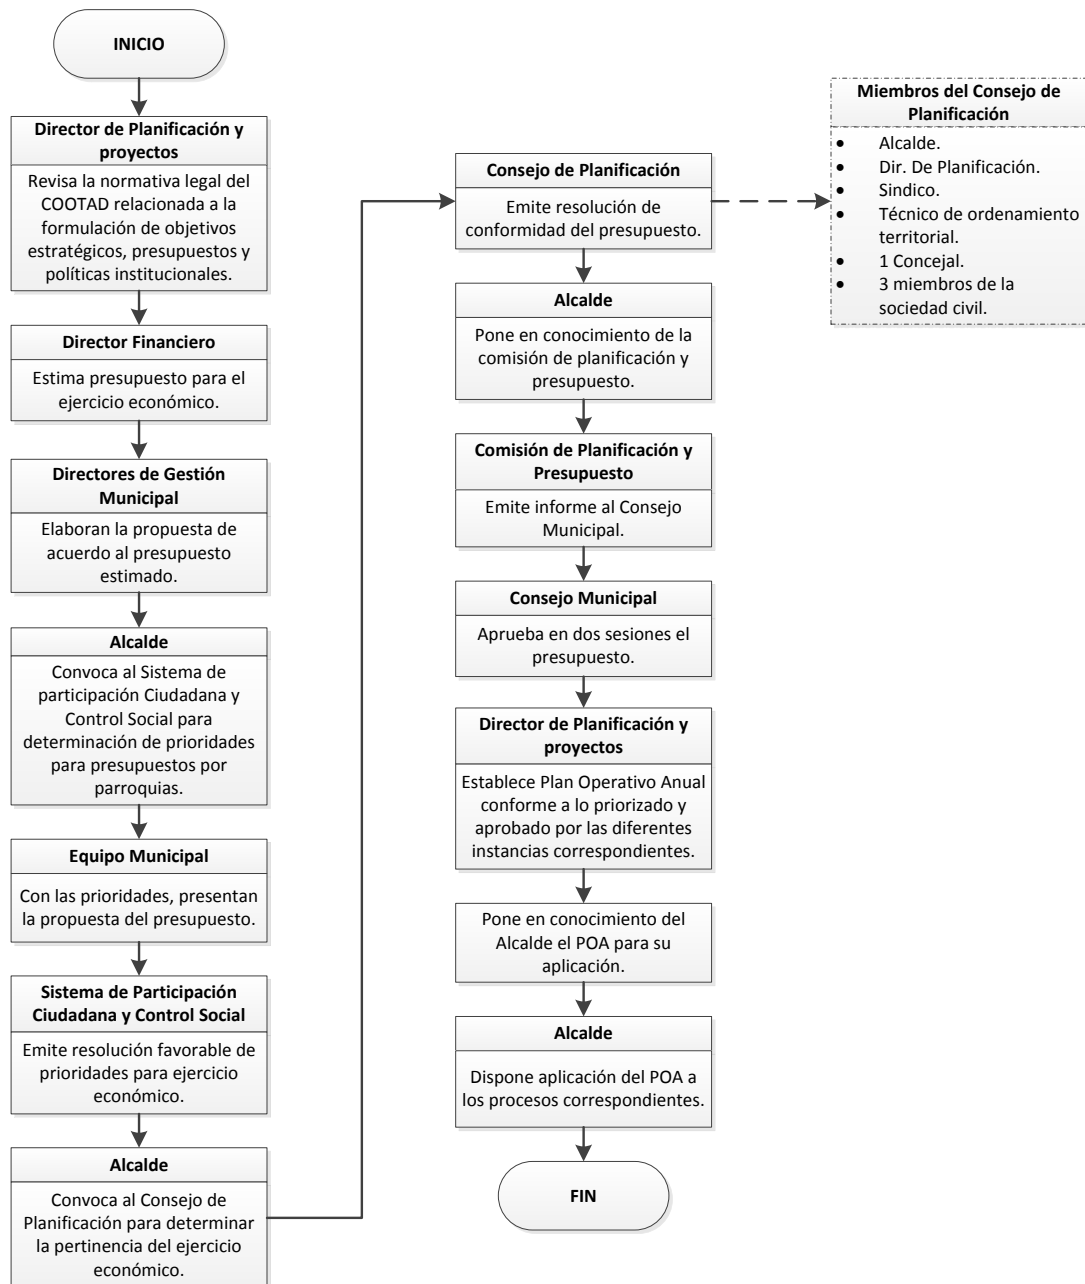 INICIO
Director de Planificación y
proyectos
Revisa la normativa legal del
COOTAD relacionada a la
formulación de objetivos
estratégicos, presupuestos y
políticas institucionales.
Director Financiero
Estima presupuesto para el
ejercicio económico.
Directores de Gestión
Municipal
Elaboran la propuesta de
acuerdo al presupuesto
estimado.
Alcalde
Convoca al Sistema de
participación Ciudadana y
Control Social para
determinación de prioridades
para presupuestos por
parroquias.
Equipo Municipal
Con las prioridades, presentan
la propuesta del presupuesto.
Sistema de Participación
Ciudadana y Control Social
Emite resolución favorable de
prioridades para ejercicio
económico.
Alcalde
Convoca al Consejo de
Planificación para determinar
la pertinencia del ejercicio
económico.
Consejo de Planificación
Emite resolución de
conformidad del presupuesto.
Miembros del Consejo de
Planificación
• Alcalde.
• Dir. De Planificación.
• Sindico.
• Técnico de ordenamiento
territorial.
• 1 Concejal.
• 3 miembros de la
sociedad civil.
Alcalde
Pone en conocimiento de la
comisión de planificación y
presupuesto.
Comisión de Planificación y
Presupuesto
Emite informe al Consejo
Municipal.
Consejo Municipal
Aprueba en dos sesiones el
presupuesto.
Director de Planificación y
proyectos
Establece Plan Operativo Anual
conforme a lo priorizado y
aprobado por las diferentes
instancias correspondientes.
Pone en conocimiento del
Alcalde el POA para su
aplicación.
Alcalde
Dispone aplicación del POA a
los procesos correspondientes.
FIN